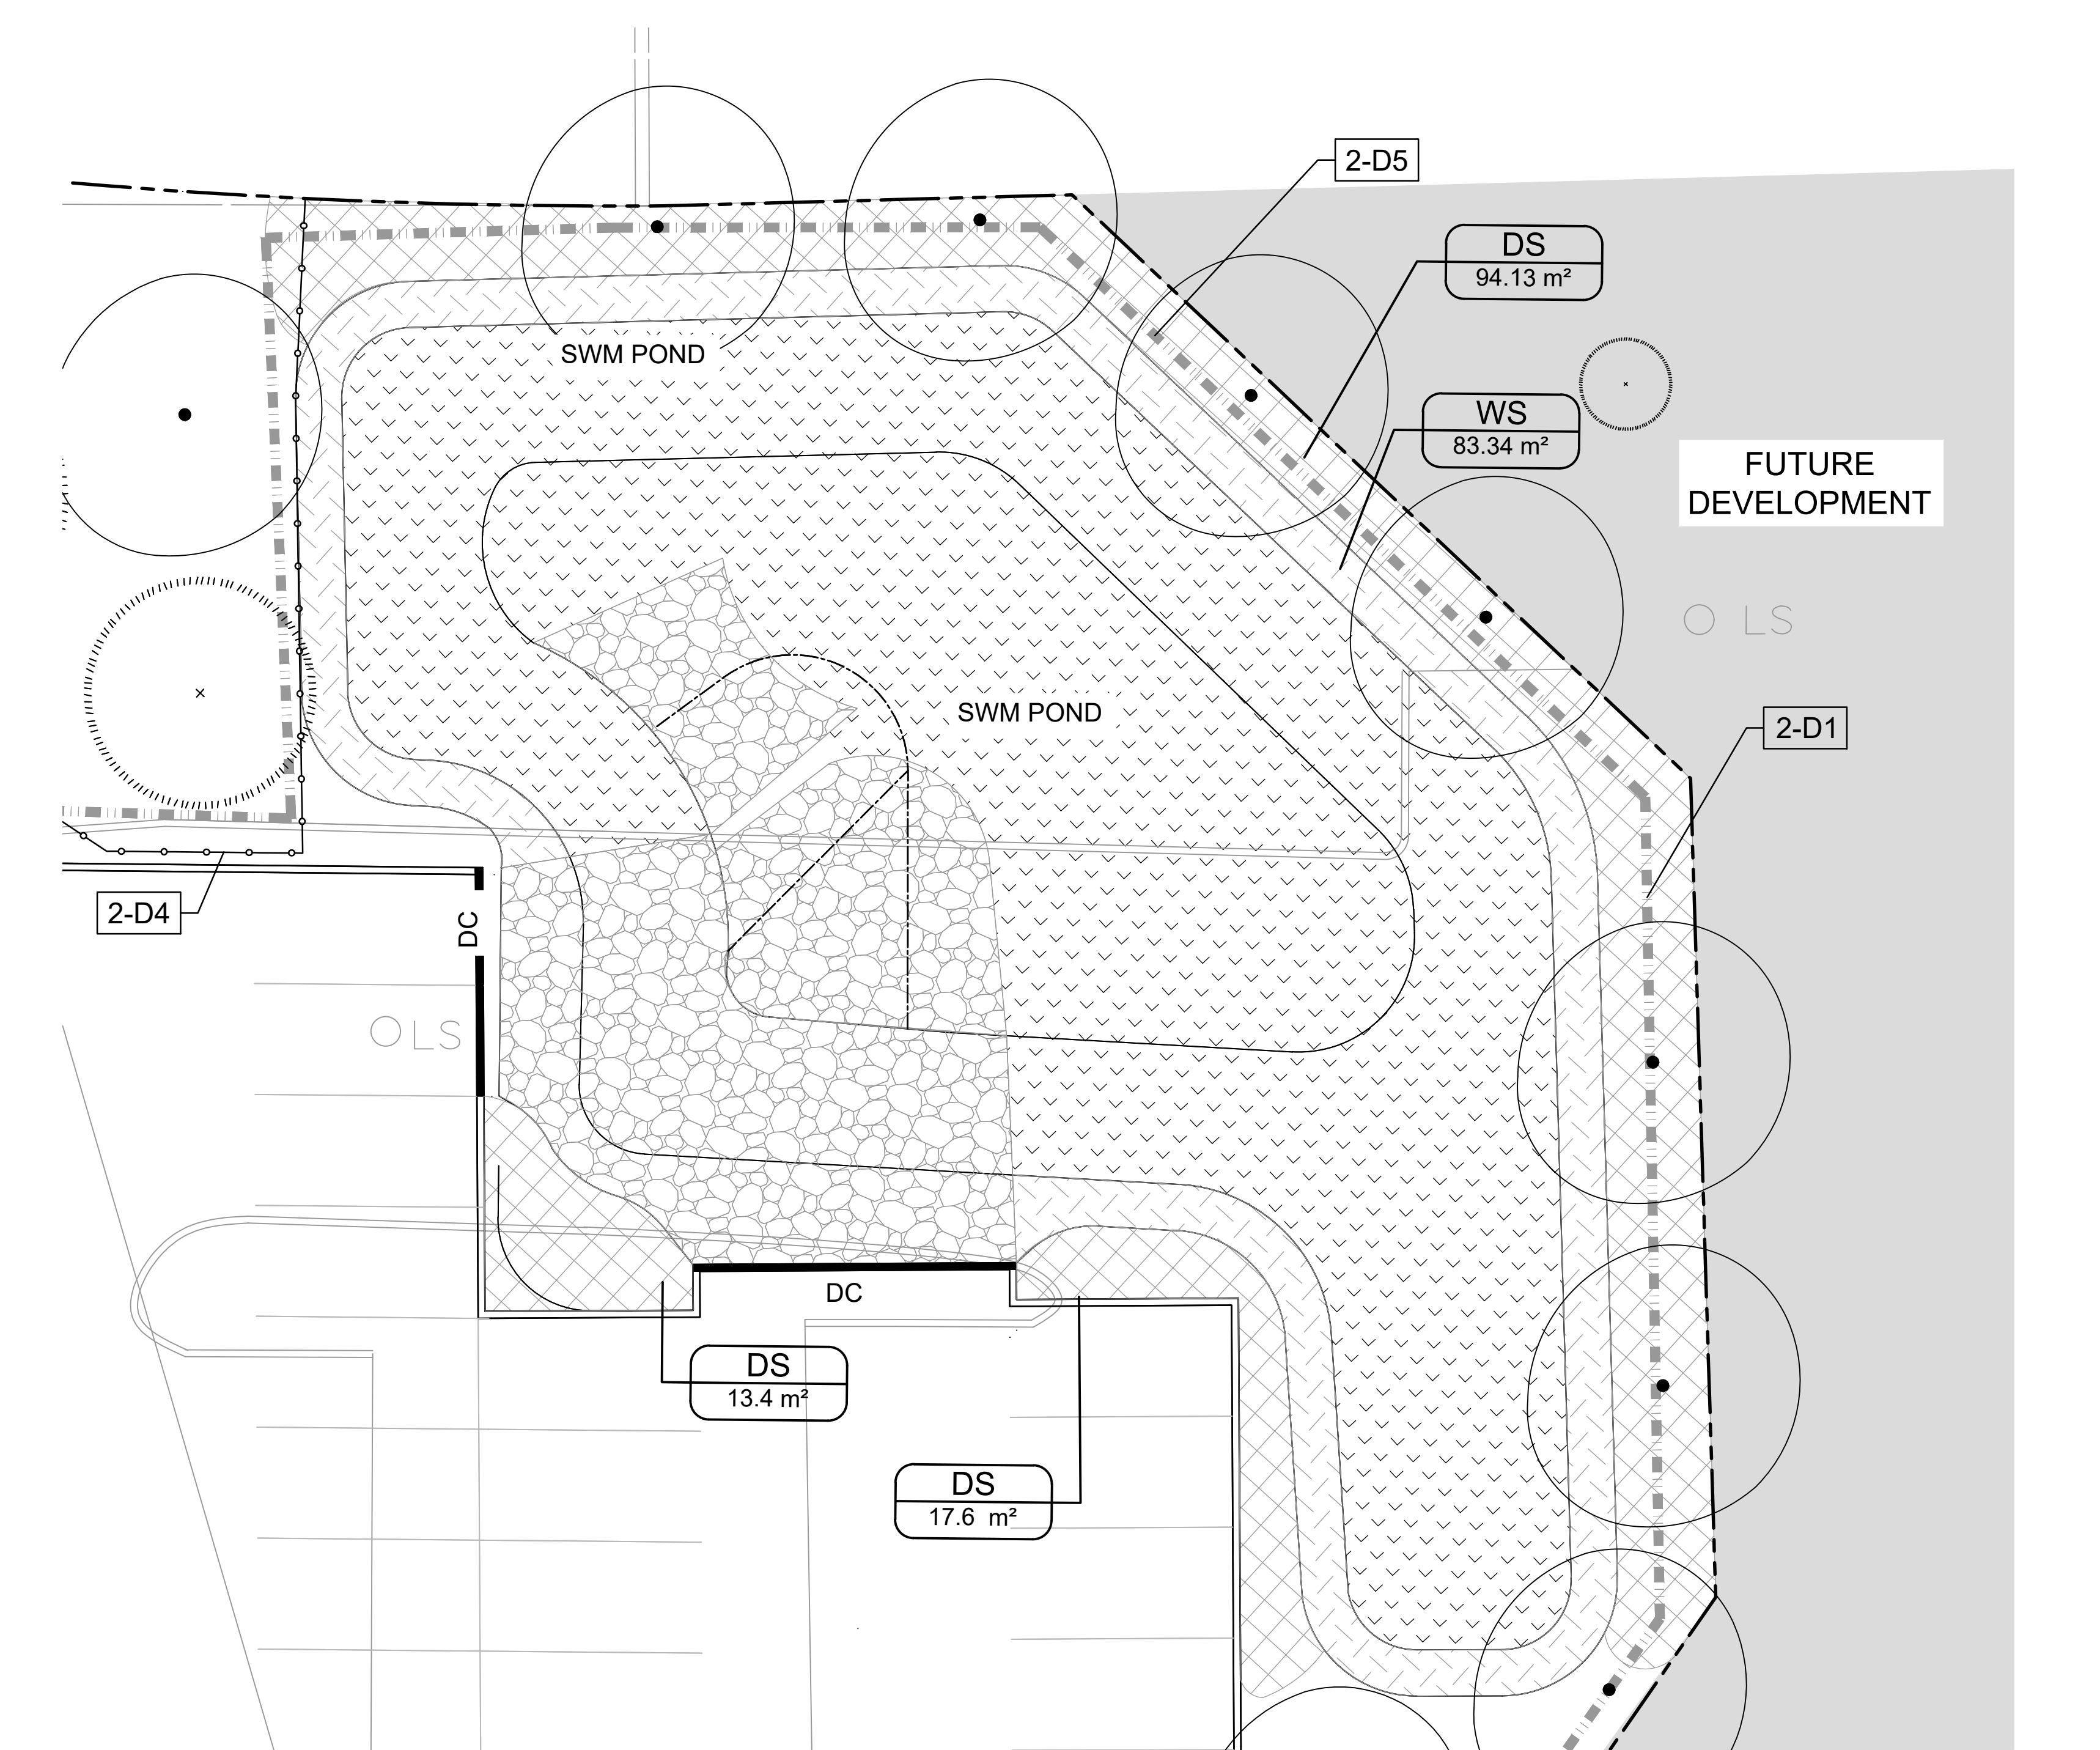 2-D5
DS
94.13 m²
SWM POND
WS
83.34 m²
FUTURE
DEVELOPMENT
LS
SWM POND
2-D1
2-D4
DC
LS
DC
DS
13.4 m²
DS
17.6 m²